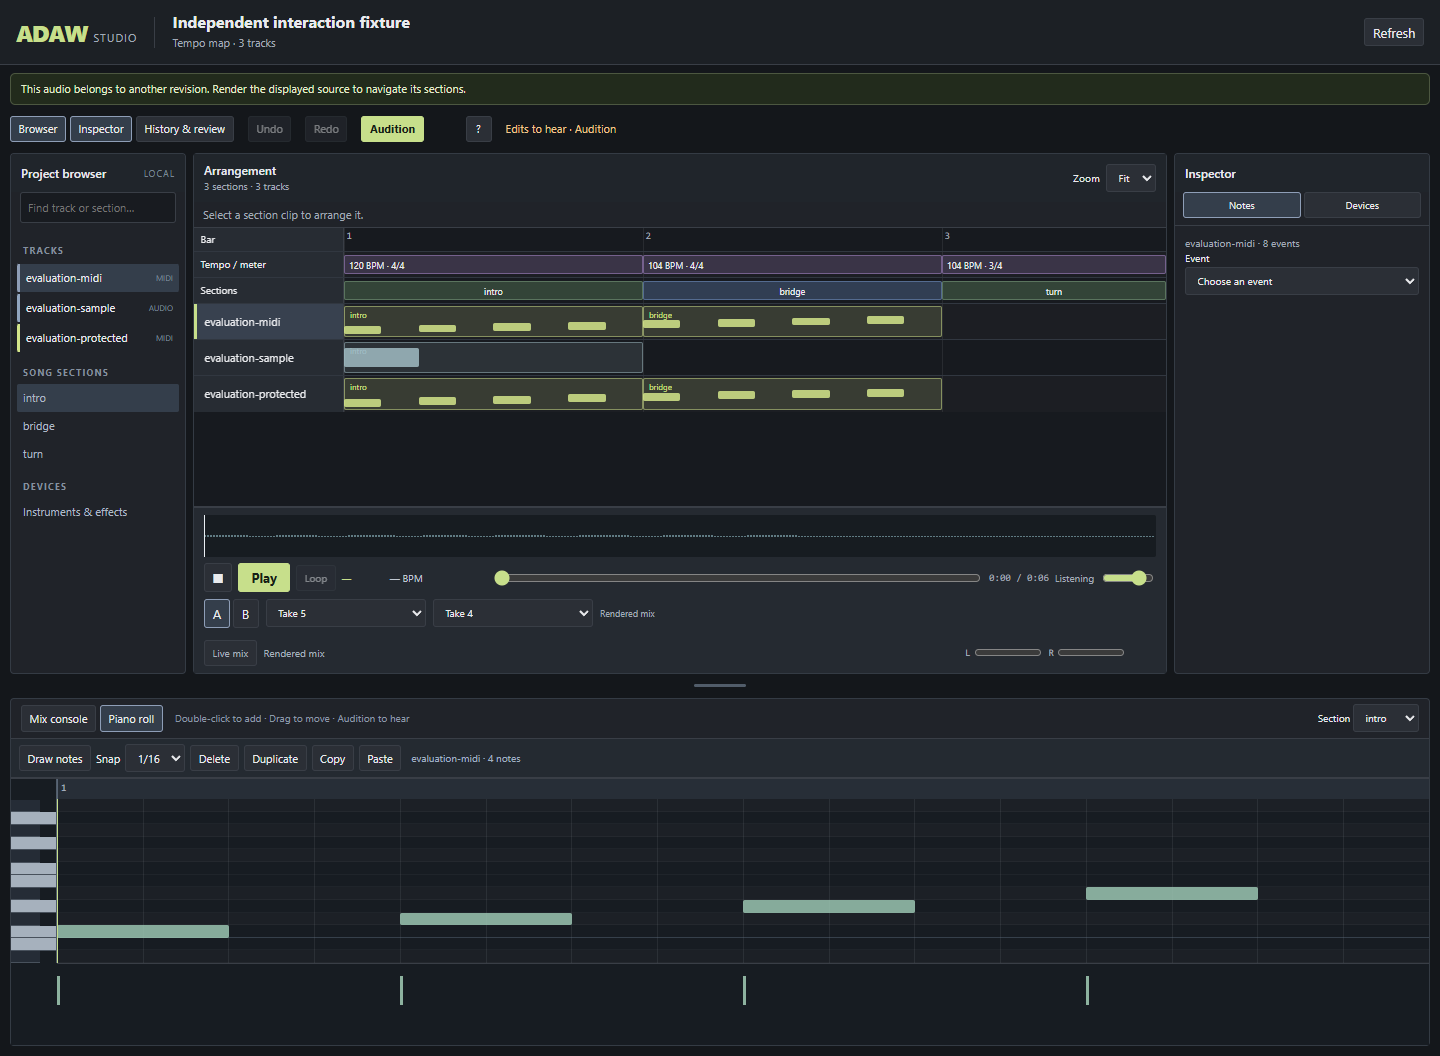 ADAW STUDIO
Independent interaction fixture
Tempo map · 3 tracks
Refresh
This audio belongs to another revision. Render the displayed source to navigate its sections.
Browser Inspector History & review Undo Redo Audition ? Edits to hear · Audition
Project browser LOCAL
Find track or section...
TRACKS
evaluation-midi MIDI
evaluation-sample AUDIO
evaluation-protected MIDI
SONG SECTIONS
intro
bridge
turn
DEVICES
Instruments & effects
Arrangement
3 sections · 3 tracks
Zoom Fit
Select a section clip to arrange it.
Bar 1 2 3
Tempo / meter 120 BPM · 4/4 104 BPM · 4/4 104 BPM · 3/4
Sections intro bridge turn
evaluation-midi intro bridge
evaluation-sample
evaluation-protected intro bridge
Play Loop — — BPM 0:00 / 0:06 Listening
A B Take 5 Take 4 Rendered mix
Live mix Rendered mix L R
Inspector
Notes Devices
evaluation-midi · 8 events
Event
Choose an event
Mix console Piano roll Double-click to add · Drag to move · Audition to hear Section intro
Draw notes Snap 1/16 Delete Duplicate Copy Paste evaluation-midi · 4 notes
1